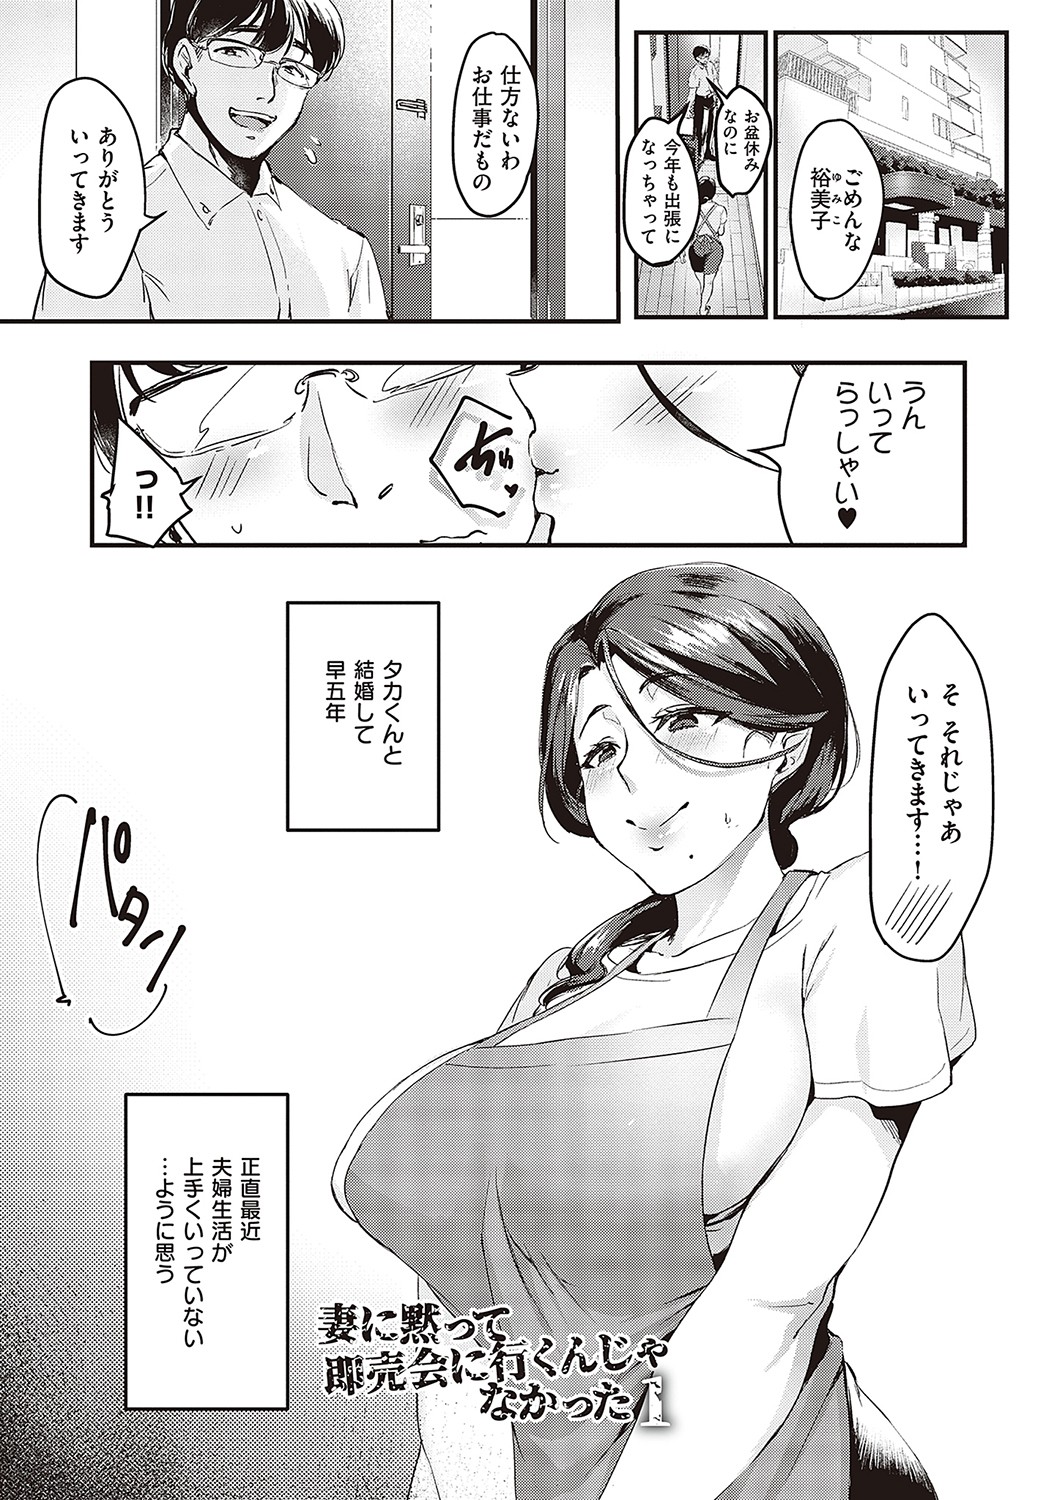 ごめんな
裕美子
ゆみこ
お盆休み
なのに
今年も出張に
なっちゃって
仕方ないわ
お仕事だもの
ありがとう
いってきます
うん
いって
らっしゃい♥
ちゅ♥
っ!!
そ それじゃあ
いってきます…!
タカくんと
結婚して
早五年
パタン
正直最近
夫婦生活が
上手くいっていない
…ように思う
妻に黙って
即売会に行くんじゃ
なかった1